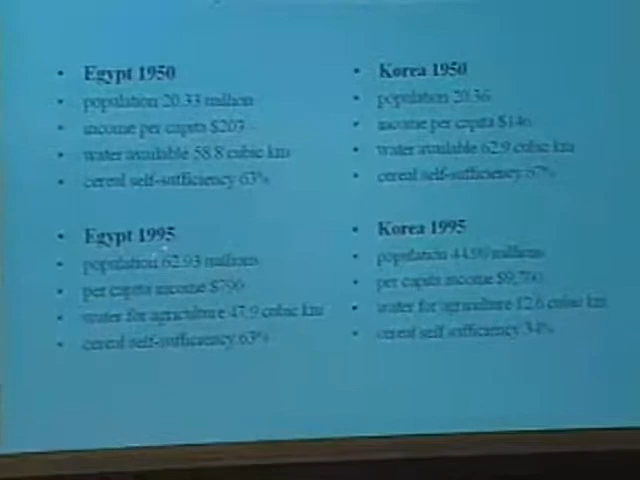 Egypt 1950
population 20.33 million
income per capita $203
water available 58.8 cubic km
cereal self-sufficiency 63%
Egypt 1995
population 62.93 millions
per capita income $790
water for agriculture 47.9 cubic km
cereal self-sufficiency 63%
Korea 1950
population 20.36
income per capita $146
water available 62.9 cubic km
cereal self-sufficiency 67%
Korea 1995
population millions
per capita income
water for agriculture 12.6 cubic km
cereal self sufficiency 34%